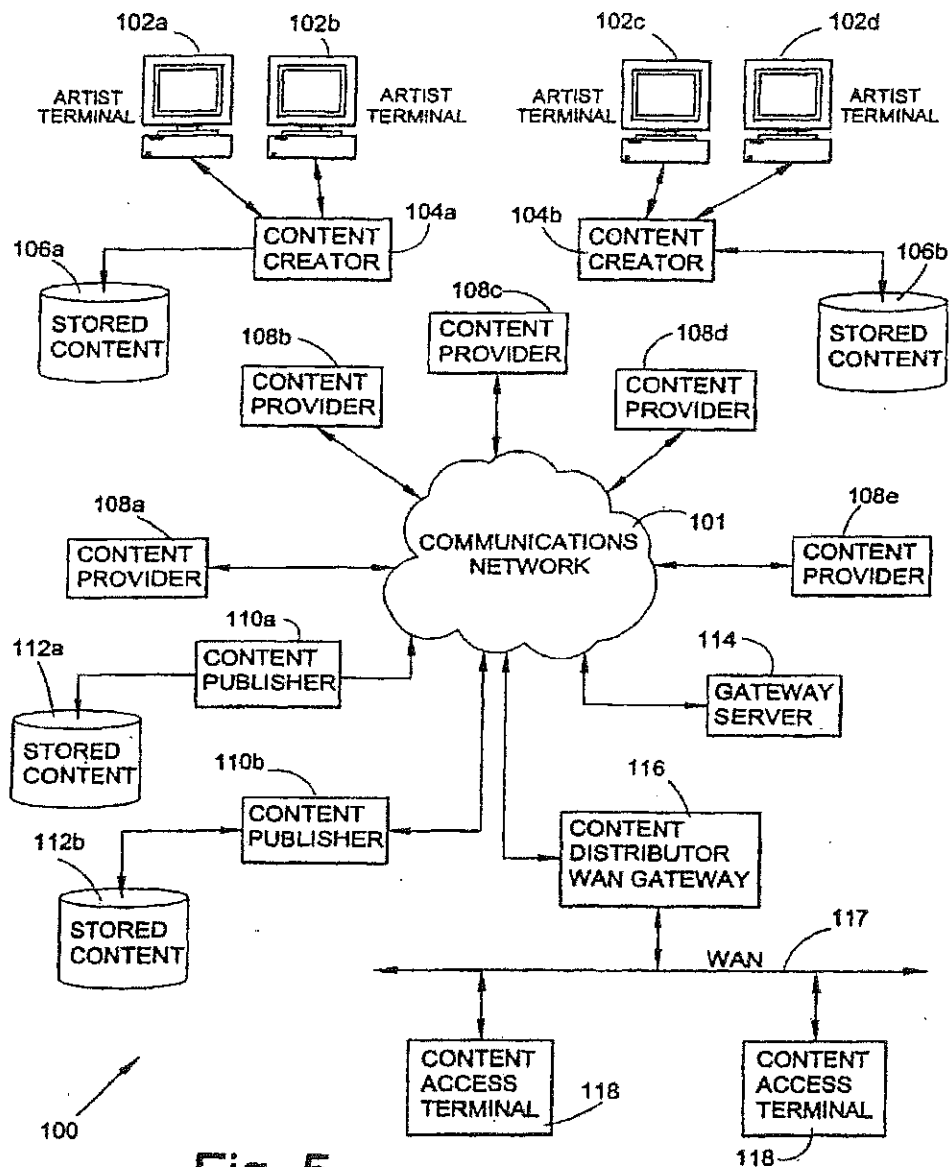 102a
102b
102c
102d
ARTIST
TERMINAL
ARTIST
TERMINAL
ARTIST
TERMINAL
ARTIST
TERMINAL
104a
CONTENT
CREATOR
104b
CONTENT
CREATOR
106a
STORED
CONTENT
106b
STORED
CONTENT
108b
CONTENT
PROVIDER
108c
CONTENT
PROVIDER
108d
CONTENT
PROVIDER
108a
CONTENT
PROVIDER
COMMUNICATIONS
NETWORK
101
108e
CONTENT
PROVIDER
110a
CONTENT
PUBLISHER
112a
STORED
CONTENT
114
GATEWAY
SERVER
110b
CONTENT
PUBLISHER
112b
STORED
CONTENT
116
CONTENT
DISTRIBUTOR
WAN GATEWAY
WAN
117
CONTENT
ACCESS
TERMINAL
118
CONTENT
ACCESS
TERMINAL
118
100
Fig. 5